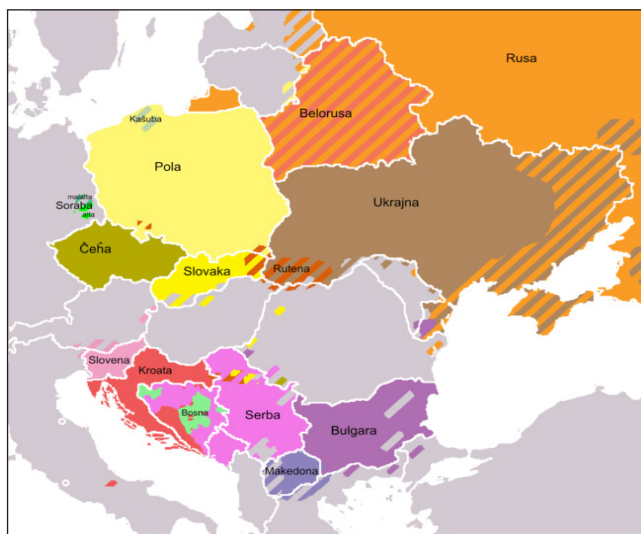 Rusa
Belorusa
Kaŝuba
Pola
malalta
Soraba
alta
Ukrajna
Ĉeĥa
Slovaka
Rutena
Slovena
Kroata
Bosna
Serba
Bulgara
Makedona